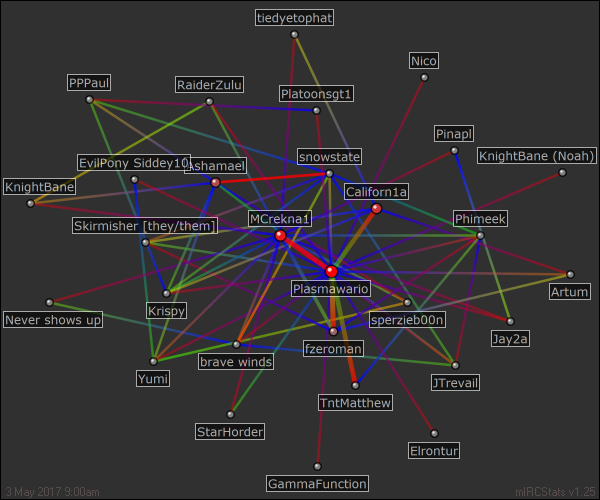 tiedyetophat
Nico
PPPaul
RaiderZulu
Platoonsgt1
Pinapl
KnightBane (Noah)
EvilPony Siddey10
Ashamael
snowstate
KnightBane
Californ1a
Skirmisher [they/them]
MCrekna1
Phimeek
Plasmawario
Artum
Never shows up
Krispy
sperzieb00n
Jay2a
Yumi
brave winds
fzeroman
JTrevail
TntMatthew
StarHorder
Elrontur
GammaFunction
3 May 2017 9:00am
mIRCStats v1.25